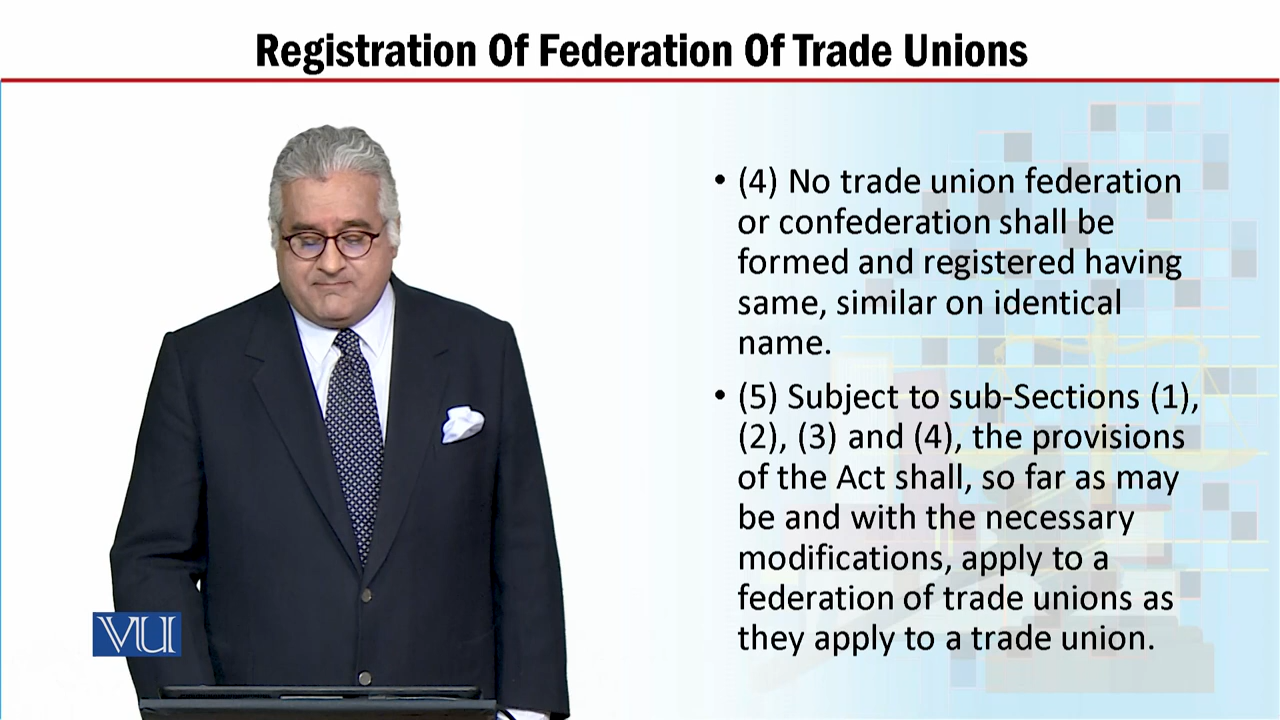 Registration Of Federation Of Trade Unions
• (4) No trade union federation
or confederation shall be
formed and registered having
same, similar on identical
name.
• (5) Subject to sub-Sections (1),
(2), (3) and (4), the provisions
of the Act shall, so far as may
be and with the necessary
modifications, apply to a
federation of trade unions as
they apply to a trade union.
VU